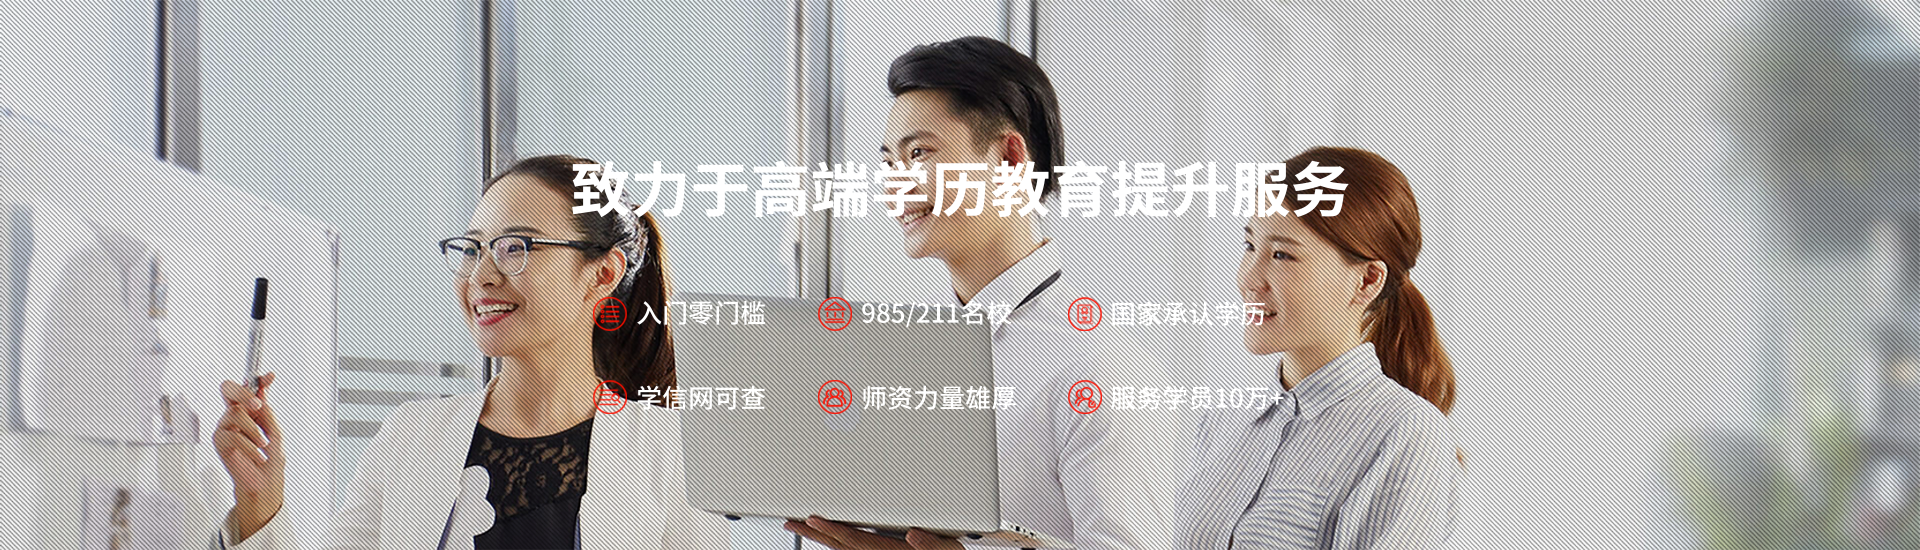 致力于高端学历教育提升服务
入门零门槛 985/211名校 国家承认学历
学信网可查 师资力量雄厚 服务学员10万+